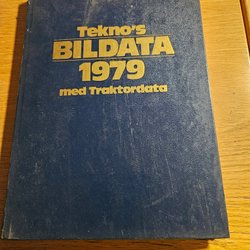 Tekno's
BILDATA
1979
med Traktordata